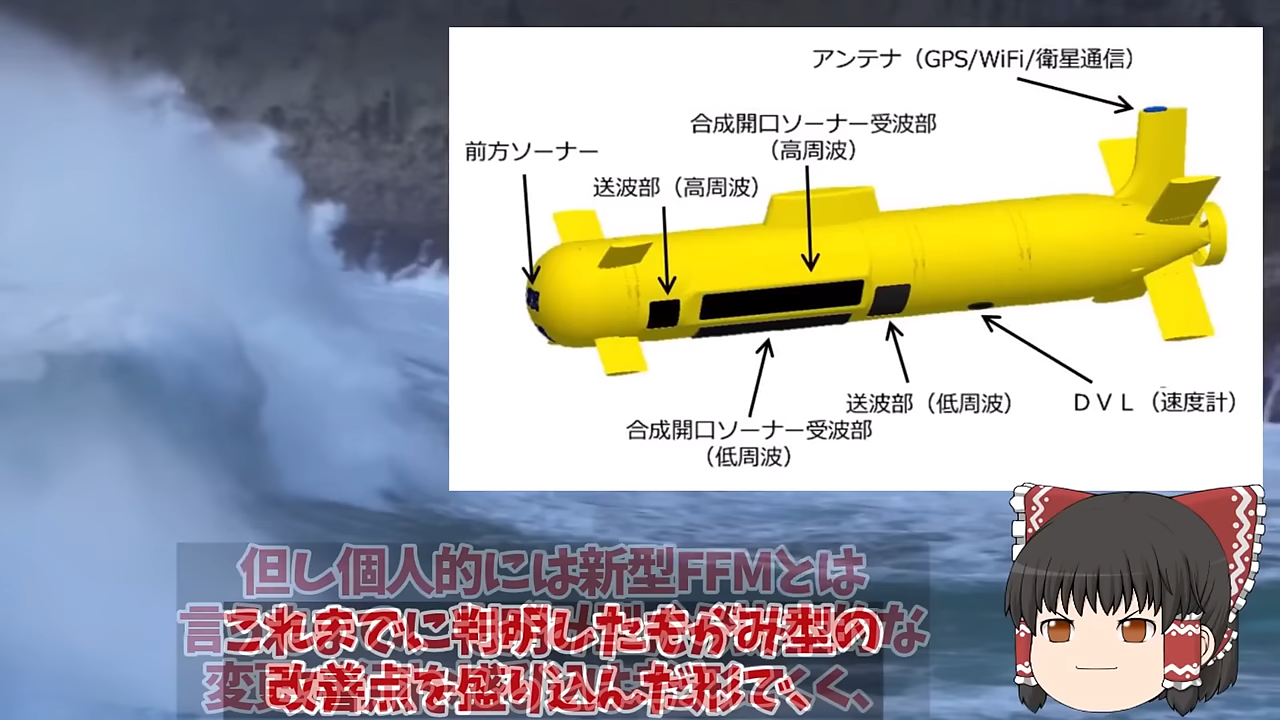 アンテナ（GPS/WiFi/衛星通信）
合成開口ソーナー受波部
（高周波）
前方ソーナー
送波部（高周波）
送波部（低周波）
ＤＶＬ（速度計）
合成開口ソーナー受波部
（低周波）
但し個人的には新型FFMとは
これまでに判明したもがみ型の
改善点を盛り込んだ形で、